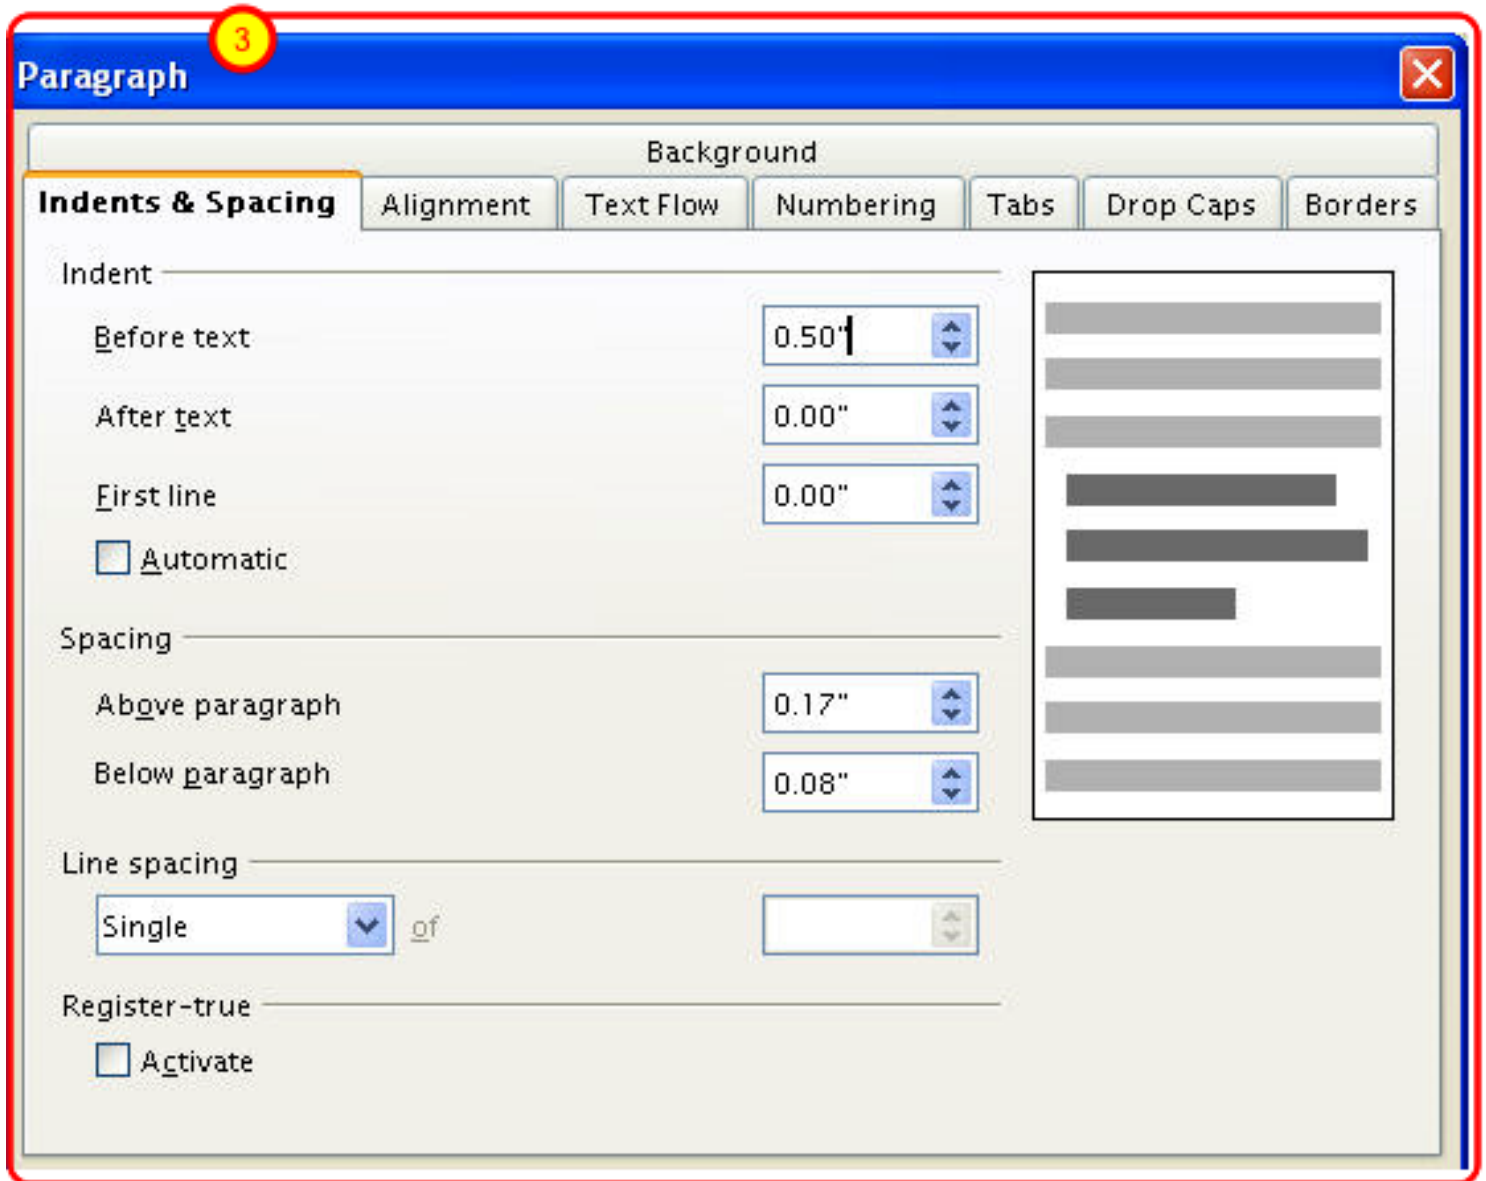 3
Paragraph
Background
Indents & Spacing Alignment Text Flow Numbering Tabs Drop Caps Borders
Indent
Before text 0.50"
After text 0.00"
First line 0.00"
Automatic
Spacing
Above paragraph 0.17"
Below paragraph 0.08"
Line spacing
Single of
Register-true
Activate